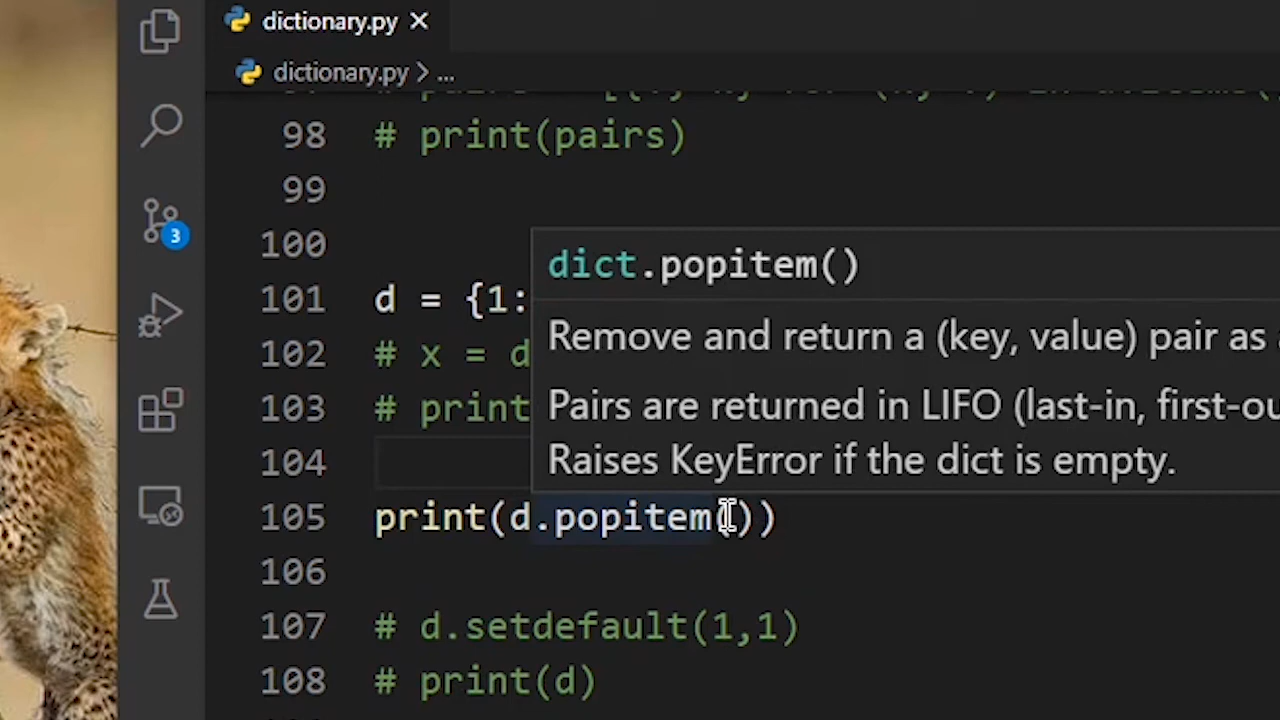 dictionary.py
dictionary.py > ...
98 # print(pairs)
99
100
dict.popitem()
101 d = {1:
Remove and return a (key, value) pair as
102 # x = d
Pairs are returned in LIFO (last-in, first-ou
103 # print
Raises KeyError if the dict is empty.
104
105 print(d.popitem())
106
107 # d.setdefault(1,1)
108 # print(d)
3